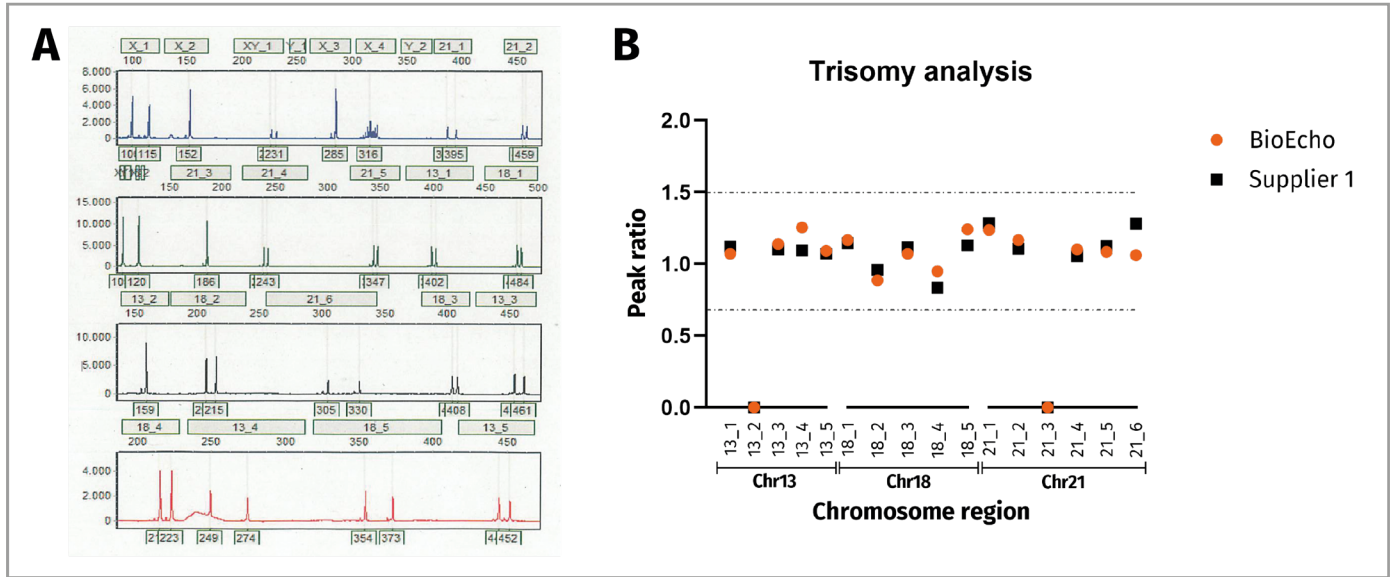 A
X_1 X_2 XY_1 Y_1 X_3 X_4 Y_2 21_1 21_2
100 150 200 250 300 350 400 450
8.000
6.000
4.000
2.000
0
115 152 231 285 316 395 459
21_3 21_4 21_5 13_1 18_1
150 200 250 300 350 400 450 500
15.000
10.000
5.000
0
120 186 243 347 402 484
13_2 18_2 21_6 18_3 13_3
150 200 250 300 350 400 450
10.000
5.000
0
159 215 305 330 408 461
18_4 13_4 18_5 13_5
200 250 300 350 400 450
4.000
2.000
0
223 249 274 354 373 452
B
Trisomy analysis
2.0
1.5
1.0
0.5
0.0
Peak ratio
13_1 13_2 13_3 13_4 13_5 18_1 18_2 18_3 18_4 18_5 21_1 21_2 21_3 21_4 21_5 21_6
Chr13 Chr18 Chr21
Chromosome region
BioEcho
Supplier 1